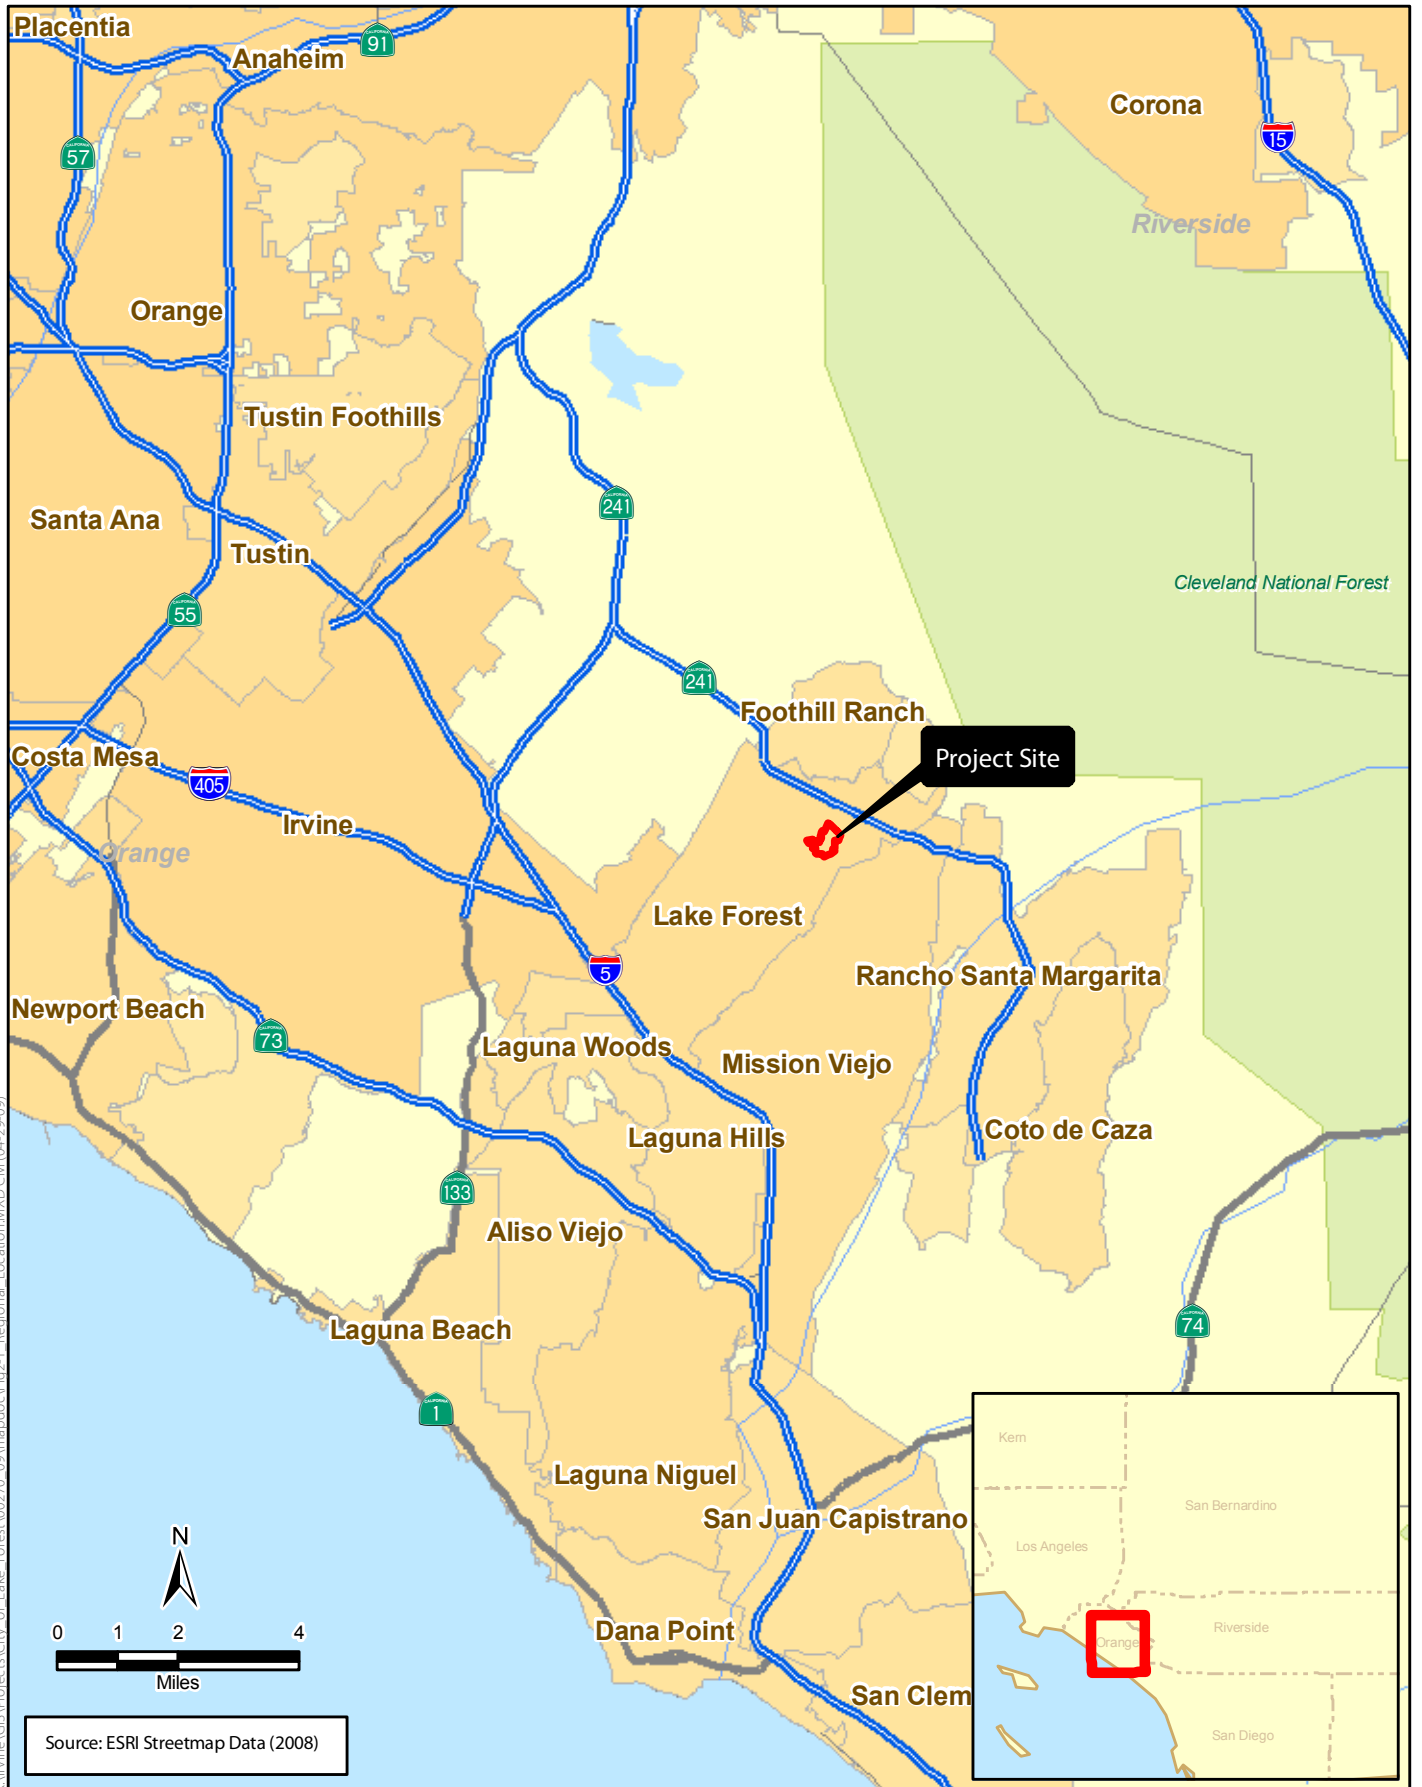 Placentia
91
Anaheim
Corona
57
15
Riverside
Orange
Tustin Foothills
241
Santa Ana
Tustin
Cleveland National Forest
55
241
Foothill Ranch
Project Site
Costa Mesa
405
Irvine
Orange
Lake Forest
5
Rancho Santa Margarita
Newport Beach
73
Laguna Woods
Mission Viejo
Laguna Hills
Coto de Caza
133
Aliso Viejo
Laguna Beach
74
1
Laguna Niguel
San Juan Capistrano
Dana Point
San Clem
N
0 1 2 4
Miles
Source: ESRI Streetmap Data (2008)
Kern
San Bernardino
Los Angeles
Orange
Riverside
San Diego